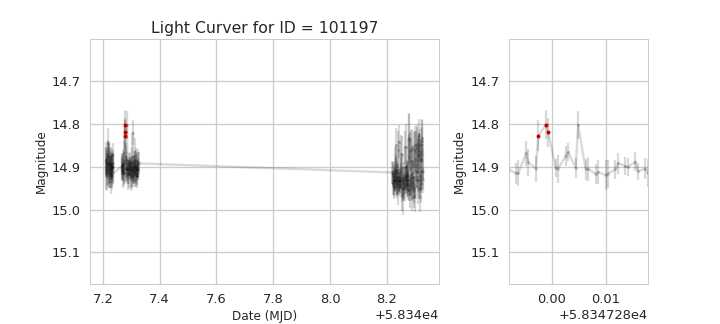 Light Curver for ID = 101197
Magnitude
14.7
14.8
14.9
15.0
15.1
7.2 7.4 7.6 7.8 8.0 8.2
Date (MJD)
+5.834e4
Magnitude
14.7
14.8
14.9
15.0
15.1
0.00 0.01
+5.834728e4